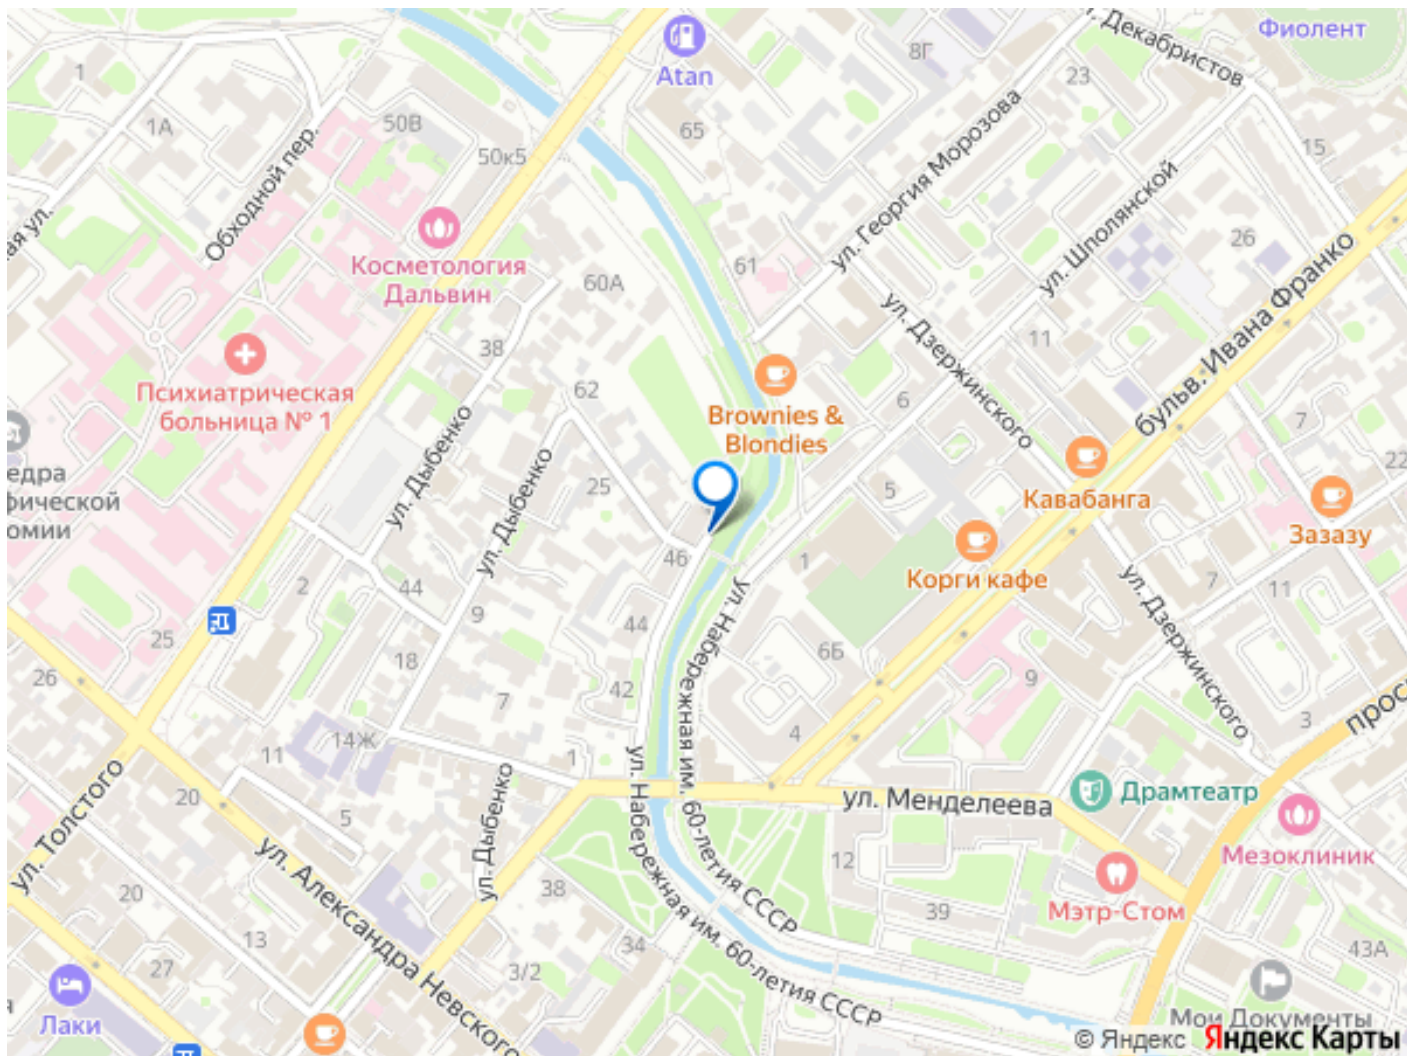 Фиолент
ул. Декабристов
8Г
Atan
23
1
1А
50В
65
ул. Георгия Морозова
15
50к5
Обходной пер.
ул. Шполянской
26
ая ул.
Косметология
Дальвин
60А
61
бульв. Ивана Франко
ул. Дзержинского
11
38
Психиатрическая
больница № 1
62
Brownies &
Blondies
6
7
22
ул. Дыбенко
ул. Дыбенко
едра
фической
омии
25
5
Кавабанга
Зазазу
46
1
Корги кафе
7
11
2
44
9
44
ул. Дзержинского
25
18
6Б
9
26
7
42
3
прос
14Ж
4
11
1
ул. Набережная им. 60-летия СССР
ул. Толстого
20
5
ул. Дыбенко
ул. Менделеева
Драмтеатр
Мезоклиник
ул. Александра Невского
12
20
38
39
Мэтр-Стом
13
34
ул. Набережная им. 60-летия СССР
43А
27
3/2
Лаки
Мои Документы
© Яндекс Яндекс Карты